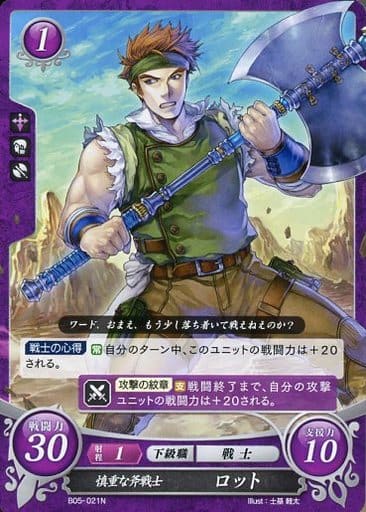 1
ワード、おまえ、もう少し落ち着いて戦えねえのか?
戦士の心得 常 自分のターン中、このユニットの戦闘力は+20
される。
攻撃の紋章 支 戦闘終了まで、自分の攻撃
ユニットの戦闘力は+20される。
戦闘力
30
射程 1 下級職 戦士
支援力
10
慎重な斧戦士 ロット
B05-021N
Illust:士基 軽太